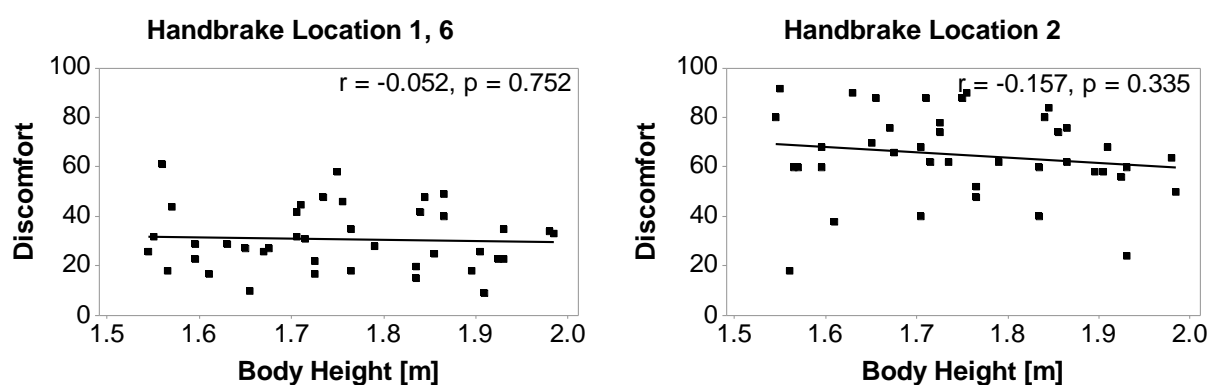 Handbrake Location 1, 6
r = -0.052, p = 0.752
Discomfort
100
80
60
40
20
0
1.5 1.6 1.7 1.8 1.9 2.0
Body Height [m]
Handbrake Location 2
r = -0.157, p = 0.335
Discomfort
100
80
60
40
20
0
1.5 1.6 1.7 1.8 1.9 2.0
Body Height [m]